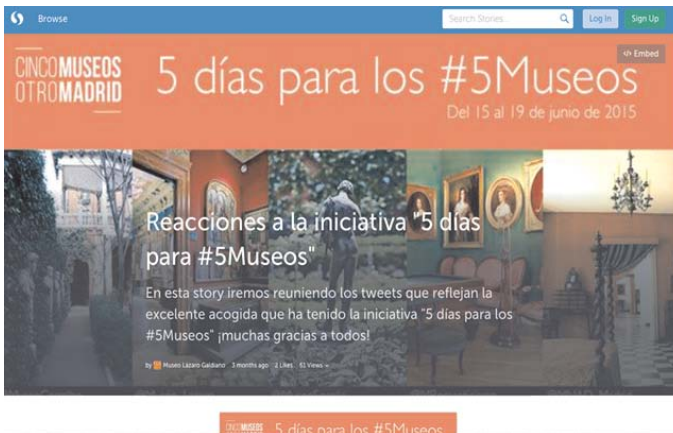 Browse
Search Stories...
Log In
Sign Up
</> Embed
CINCOMUSEOS
OTROMADRID
5 días para los #5Museos
Del 15 al 19 de junio de 2015
Reacciones a la iniciativa "5 días
para #5Museos"
En esta story iremos reuniendo los tweets que reflejan la
excelente acogida que ha tenido la iniciativa "5 días para los
#5Museos" ¡muchas gracias a todos!
by Museo Lázaro Galdiano 3 months ago 2 Likes 61 Views
CINCOMUSEOS
5 días para los #5Museos